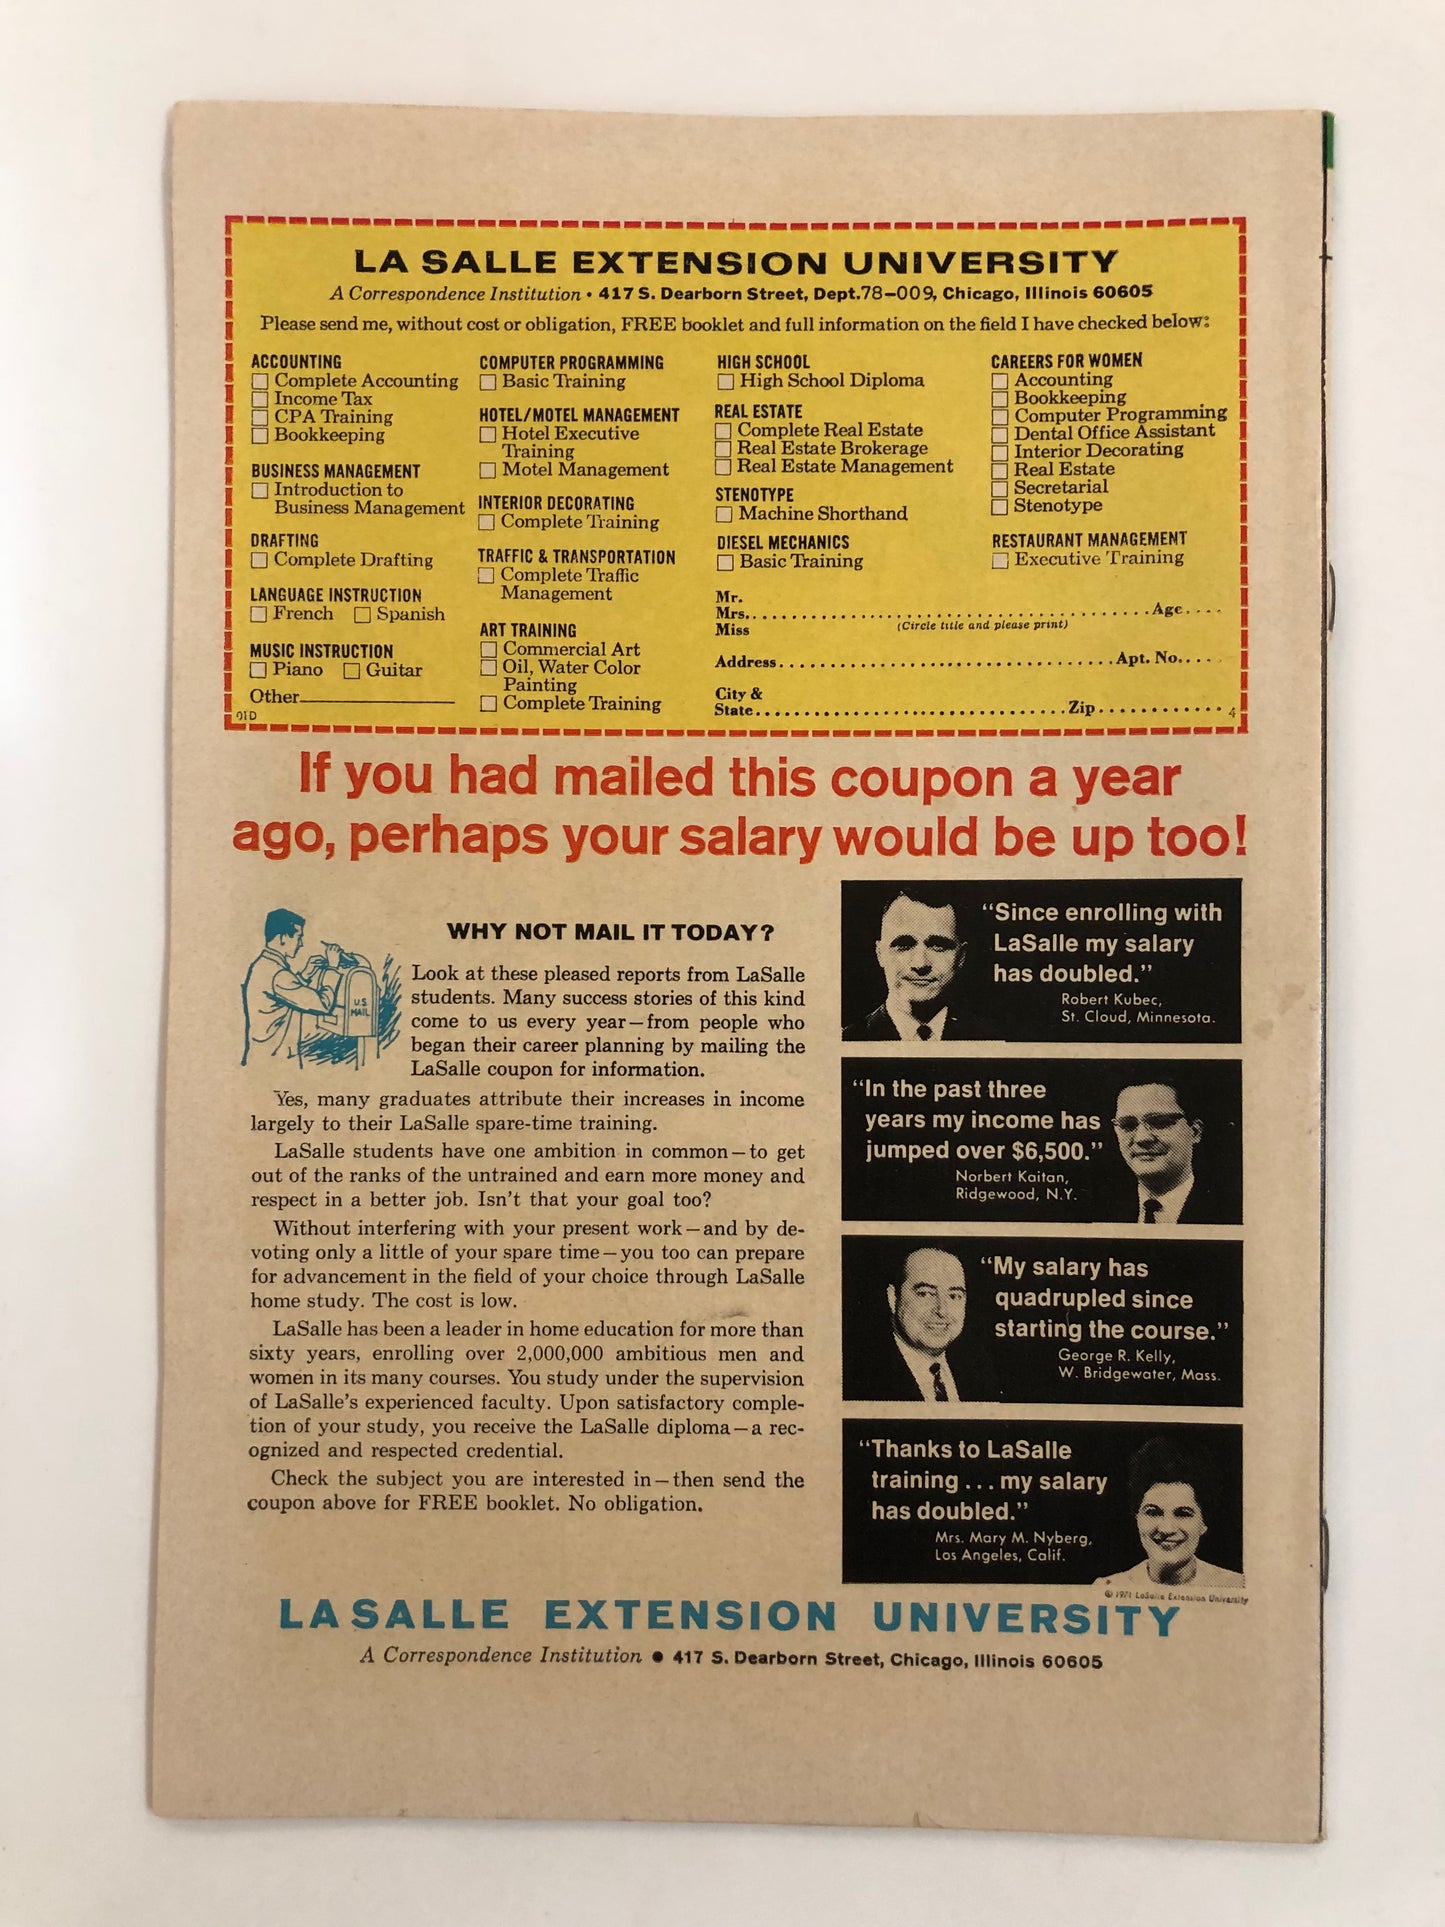 LA SALLE EXTENSION UNIVERSITY
A Correspondence Institution • 417 S. Dearborn Street, Dept.78–009, Chicago, Illinois 60605
Please send me, without cost or obligation, FREE booklet and full information on the field I have checked below:
ACCOUNTING
Complete Accounting
Income Tax
CPA Training
Bookkeeping
BUSINESS MANAGEMENT
Introduction to
Business Management
DRAFTING
Complete Drafting
LANGUAGE INSTRUCTION
French Spanish
MUSIC INSTRUCTION
Piano Guitar
Other
01D
COMPUTER PROGRAMMING
Basic Training
HOTEL/MOTEL MANAGEMENT
Hotel Executive
Training
Motel Management
INTERIOR DECORATING
Complete Training
TRAFFIC & TRANSPORTATION
Complete Traffic
Management
ART TRAINING
Commercial Art
Oil, Water Color
Painting
Complete Training
HIGH SCHOOL
High School Diploma
REAL ESTATE
Complete Real Estate
Real Estate Brokerage
Real Estate Management
STENOTYPE
Machine Shorthand
DIESEL MECHANICS
Basic Training
CAREERS FOR WOMEN
Accounting
Bookkeeping
Computer Programming
Dental Office Assistant
Interior Decorating
Real Estate
Secretarial
Stenotype
RESTAURANT MANAGEMENT
Executive Training
Mr.
Mrs. Age
Miss (Circle title and please print)
Address Apt. No.
City &
State Zip 4
If you had mailed this coupon a year
ago, perhaps your salary would be up too!
U.S.
MAIL
WHY NOT MAIL IT TODAY?
Look at these pleased reports from LaSalle
students. Many success stories of this kind
come to us every year—from people who
began their career planning by mailing the
LaSalle coupon for information.
Yes, many graduates attribute their increases in income
largely to their LaSalle spare-time training.
LaSalle students have one ambition in common—to get
out of the ranks of the untrained and earn more money and
respect in a better job. Isn't that your goal too?
Without interfering with your present work—and by de-
voting only a little of your spare time—you too can prepare
for advancement in the field of your choice through LaSalle
home study. The cost is low.
LaSalle has been a leader in home education for more than
sixty years, enrolling over 2,000,000 ambitious men and
women in its many courses. You study under the supervision
of LaSalle's experienced faculty. Upon satisfactory comple-
tion of your study, you receive the LaSalle diploma—a rec-
ognized and respected credential.
Check the subject you are interested in—then send the
coupon above for FREE booklet. No obligation.
"Since enrolling with
LaSalle my salary
has doubled."
Robert Kubec,
St. Cloud, Minnesota.
"In the past three
years my income has
jumped over $6,500."
Norbert Kaitan,
Ridgewood, N.Y.
"My salary has
quadrupled since
starting the course."
George R. Kelly,
W. Bridgewater, Mass.
"Thanks to LaSalle
training . . . my salary
has doubled."
Mrs. Mary M. Nyberg,
Los Angeles, Calif.
© 1971 LaSalle Extension University
LASALLE EXTENSION UNIVERSITY
A Correspondence Institution • 417 S. Dearborn Street, Chicago, Illinois 60605